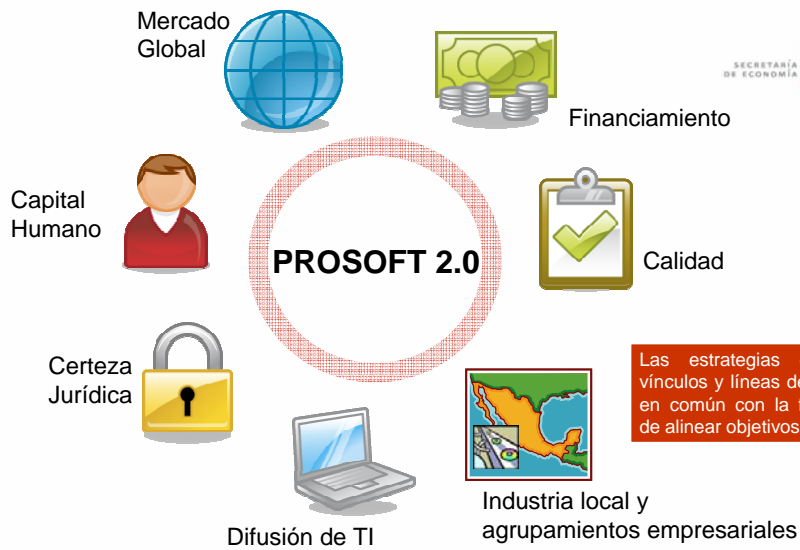 Mercado
Global
SECRETARÍA
DE ECONOMÍA
Financiamiento
Capital
Humano
PROSOFT 2.0
Calidad
Certeza
Jurídica
Las estrategias
vínculos y líneas de
en común con la
de alinear objetivos
Industria local y
agrupamientos empresariales
Difusión de TI